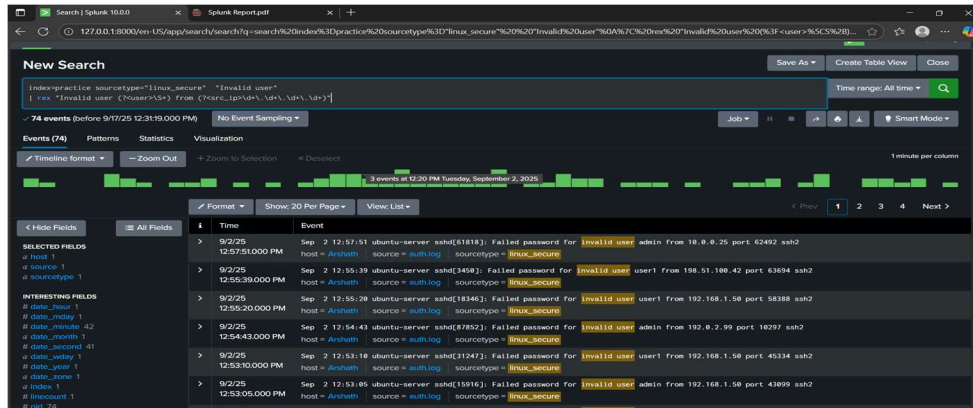 Search | Splunk 10.0.0
Splunk Report.pdf
127.0.0.1:8000/en-US/app/search/search?q=search%20index%3Dpractice%20sourcetype%3D"linux_secure"%20%20"Invalid%20user"%0A%7C%20rex%20"Invalid%20user%20(%3F<user>%5CS%2B)...
New Search
Save As
Create Table View
Close
index=practice sourcetype="linux_secure" "Invalid user"
| rex "Invalid user (?<user>\S+) from (?<src_ip>\d+\.\d+\.\d+\.\d+)"
Time range: All time
74 events (before 9/17/25 12:31:19.000 PM)
No Event Sampling
Job
Smart Mode
Events (74)
Patterns
Statistics
Visualization
Timeline format
— Zoom Out
+ Zoom to Selection
× Deselect
1 minute per column
3 events at 12:20 PM Tuesday, September 2, 2025
Format
Show: 20 Per Page
View: List
< Prev
1
2
3
4
Next >
< Hide Fields
All Fields
i
Time
Event
SELECTED FIELDS
a host 1
a source 1
a sourcetype 1
INTERESTING FIELDS
# date_hour 1
# date_mday 1
# date_minute 42
a date_month 1
# date_second 41
a date_wday 1
# date_year 1
a date_zone 1
a index 1
# linecount 1
# pid 74
> 9/2/25
12:57:51.000 PM
Sep 2 12:57:51 ubuntu-server sshd[61818]: Failed password for invalid user admin from 10.0.0.25 port 62492 ssh2
host = Arshath source = auth.log sourcetype = linux_secure
> 9/2/25
12:55:39.000 PM
Sep 2 12:55:39 ubuntu-server sshd[3450]: Failed password for invalid user user1 from 198.51.100.42 port 63694 ssh2
host = Arshath source = auth.log sourcetype = linux_secure
> 9/2/25
12:55:20.000 PM
Sep 2 12:55:20 ubuntu-server sshd[18346]: Failed password for invalid user user1 from 192.168.1.50 port 58388 ssh2
host = Arshath source = auth.log sourcetype = linux_secure
> 9/2/25
12:54:43.000 PM
Sep 2 12:54:43 ubuntu-server sshd[87852]: Failed password for invalid user admin from 192.0.2.99 port 10297 ssh2
host = Arshath source = auth.log sourcetype = linux_secure
> 9/2/25
12:53:10.000 PM
Sep 2 12:53:10 ubuntu-server sshd[31247]: Failed password for invalid user user1 from 192.168.1.50 port 45334 ssh2
host = Arshath source = auth.log sourcetype = linux_secure
> 9/2/25
12:53:05.000 PM
Sep 2 12:53:05 ubuntu-server sshd[15916]: Failed password for invalid user admin from 192.168.1.50 port 43099 ssh2
host = Arshath source = auth.log sourcetype = linux_secure